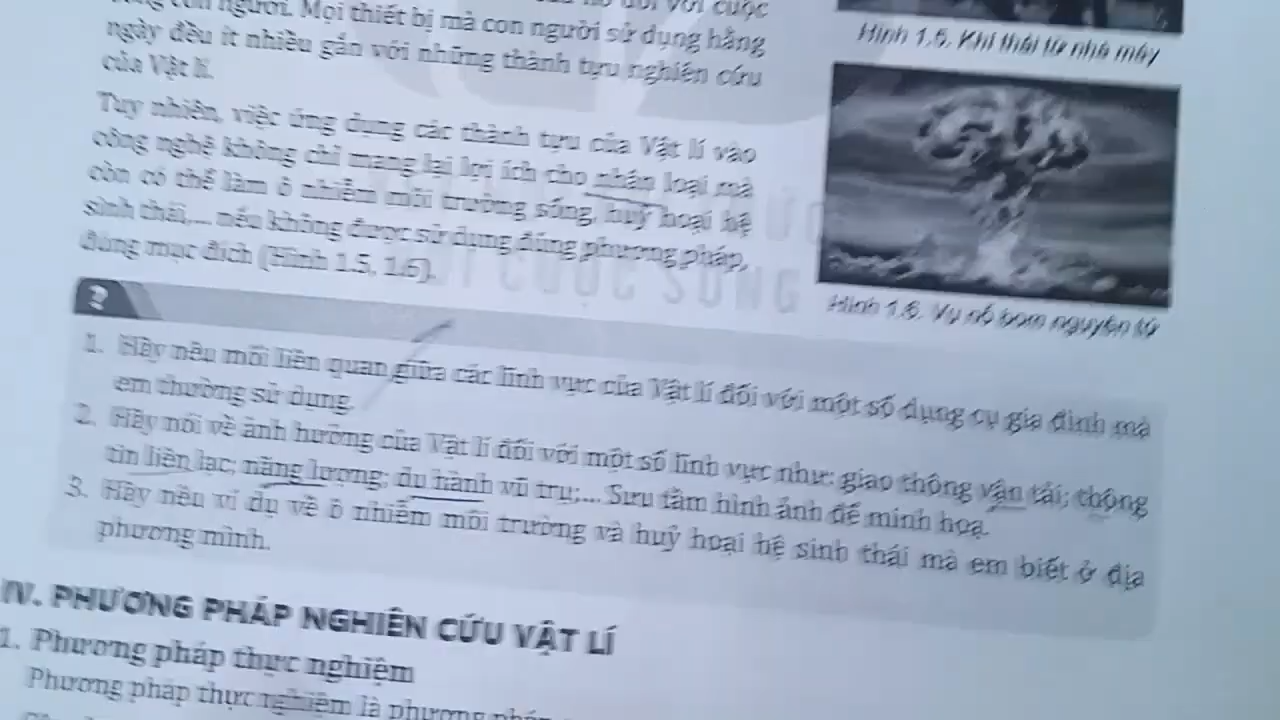 của nó đối với cuộc
sống con người. Mọi thiết bị mà con người sử dụng hằng
ngày đều ít nhiều gắn với những thành tựu nghiên cứu
của Vật lí.
Tuy nhiên, việc ứng dụng các thành tựu của Vật lí vào
công nghệ không chỉ mang lại lợi ích cho nhân loại mà
còn có thể làm ô nhiễm môi trường sống, huỷ hoại hệ
sinh thái,... nếu không được sử dụng đúng phương pháp,
đúng mục đích (Hình 1.5, 1.6).
Hình 1.5. Khí thải từ nhà máy
Hình 1.6. Vụ nổ bom nguyên tử
CUỘC SỐNG
?
1. Hãy nêu mối liên quan giữa các lĩnh vực của Vật lí đối với một số dụng cụ gia đình mà
em thường sử dụng.
2. Hãy nói về ảnh hưởng của Vật lí đối với một số lĩnh vực như: giao thông vận tải; thông
tin liên lạc; năng lượng; du hành vũ trụ;... Sưu tầm hình ảnh để minh hoạ.
3. Hãy nêu ví dụ về ô nhiễm môi trường và huỷ hoại hệ sinh thái mà em biết ở địa
phương mình.
IV. PHƯƠNG PHÁP NGHIÊN CỨU VẬT LÍ
1. Phương pháp thực nghiệm
Phương pháp thực nghiệm là phương pháp